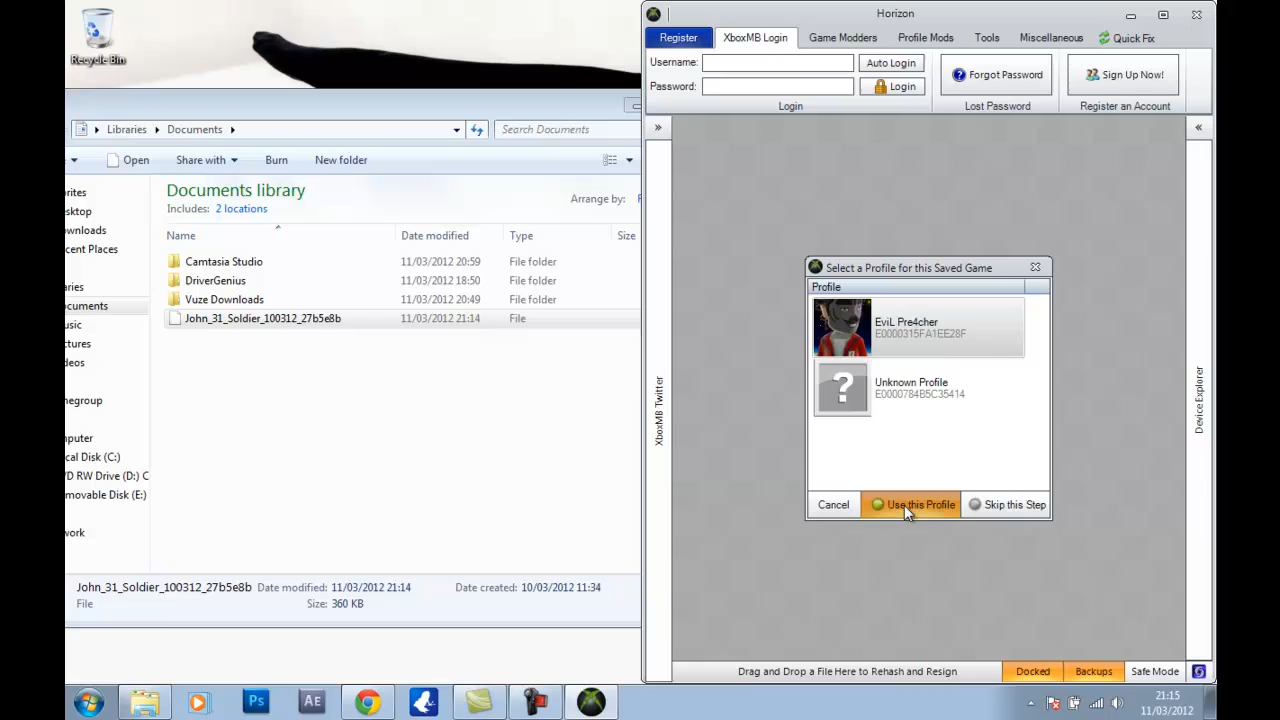 Recycle Bin
Horizon
Register XboxMB Login Game Modders Profile Mods Tools Miscellaneous Quick Fix
Username: Auto Login
Password: Login
Forgot Password
Sign Up Now!
Login Lost Password Register an Account
Libraries Documents Search Documents
Open Share with Burn New folder
Documents library
Includes: 2 locations
Arrange by:
Name Date modified Type Size
Camtasia Studio 11/03/2012 20:59 File folder
DriverGenius 11/03/2012 18:50 File folder
Vuze Downloads 11/03/2012 20:49 File folder
John_31_Soldier_100312_27b5e8b 11/03/2012 21:14 File
orites
esktop
ownloads
ecent Places
aries
ocuments
usic
ctures
deos
megroup
mputer
cal Disk (C:)
/D RW Drive (D:) C
movable Disk (E:)
work
John_31_Soldier_100312_27b5e8b Date modified: 11/03/2012 21:14 Date created: 10/03/2012 11:34
File Size: 360 KB
XboxMB Twitter
Device Explorer
Select a Profile for this Saved Game
Profile
EviL Pre4cher
E0000315FA1EE28F
Unknown Profile
E0000784B5C35414
Cancel Use this Profile Skip this Step
Drag and Drop a File Here to Rehash and Resign Docked Backups Safe Mode
Ps
Ae
21:15
11/03/2012